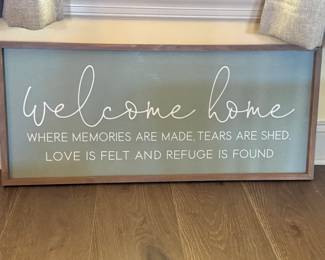 welcome home
WHERE MEMORIES ARE MADE, TEARS ARE SHED,
LOVE IS FELT AND REFUGE IS FOUND